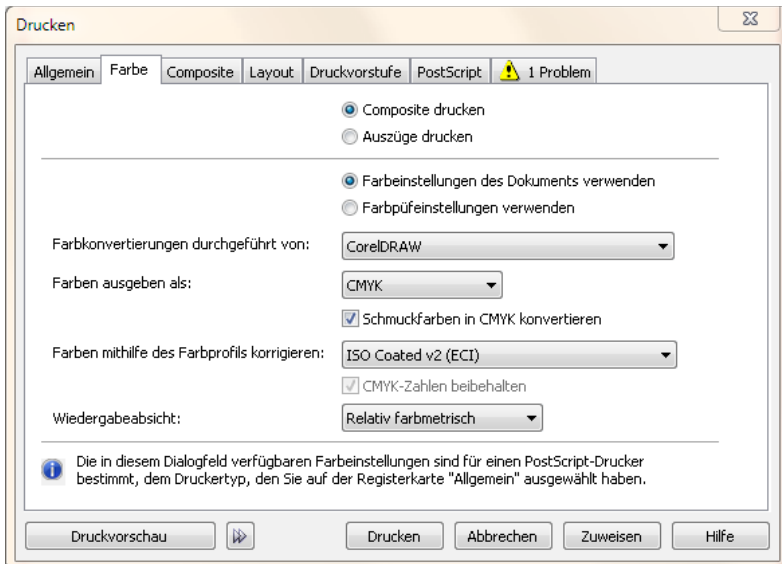 Drucken
Allgemein Farbe Composite Layout Druckvorstufe PostScript 1 Problem
Composite drucken
Auszüge drucken
Farbeinstellungen des Dokuments verwenden
Farbpüfeinstellungen verwenden
Farbkonvertierungen durchgeführt von: CorelDRAW
Farben ausgeben als: CMYK
Schmuckfarben in CMYK konvertieren
Farben mithilfe des Farbprofils korrigieren: ISO Coated v2 (ECI)
CMYK-Zahlen beibehalten
Wiedergabeabsicht: Relativ farbmetrisch
Die in diesem Dialogfeld verfügbaren Farbeinstellungen sind für einen PostScript-Drucker
bestimmt, dem Druckertyp, den Sie auf der Registerkarte "Allgemein" ausgewählt haben.
Druckvorschau Drucken Abbrechen Zuweisen Hilfe